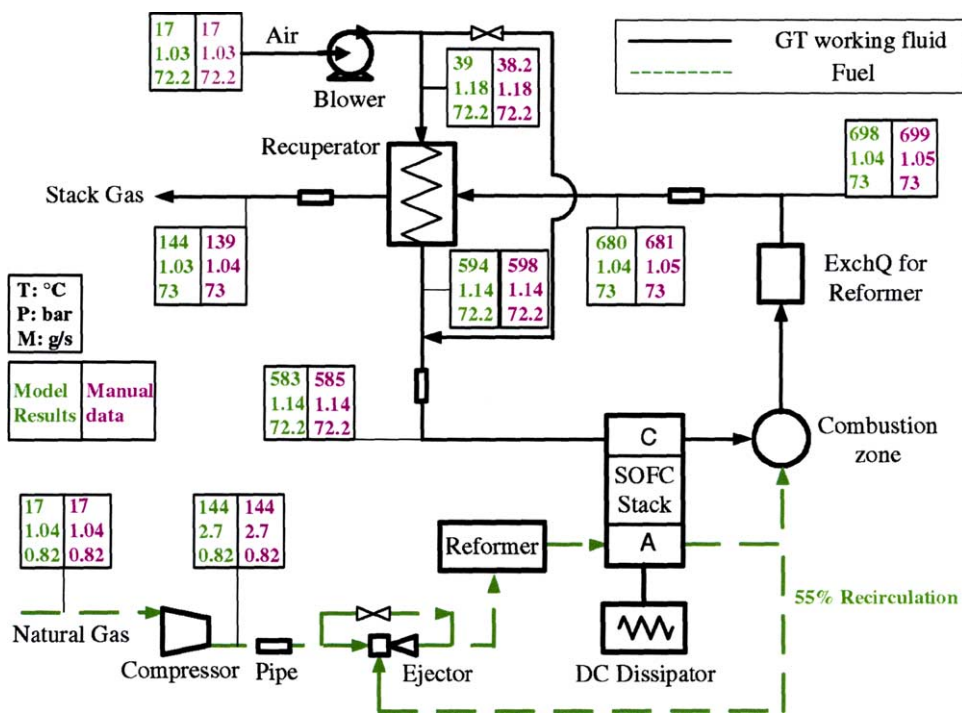 17 17
1.03 1.03
72.2 72.2
Air
Blower
39 38.2
1.18 1.18
72.2 72.2
GT working fluid
Fuel
Recuperator
698 699
1.04 1.05
73 73
Stack Gas
144 139
1.03 1.04
73 73
594 598
1.14 1.14
72.2 72.2
680 681
1.04 1.05
73 73
ExchQ for
Reformer
T: °C
P: bar
M: g/s
Model Manual
Results data
583 585
1.14 1.14
72.2 72.2
C
SOFC
Stack
A
Combustion
zone
17 17
1.04 1.04
0.82 0.82
144 144
2.7 2.7
0.82 0.82
Reformer
55% Recirculation
Natural Gas
Compressor
Pipe
Ejector
DC Dissipator